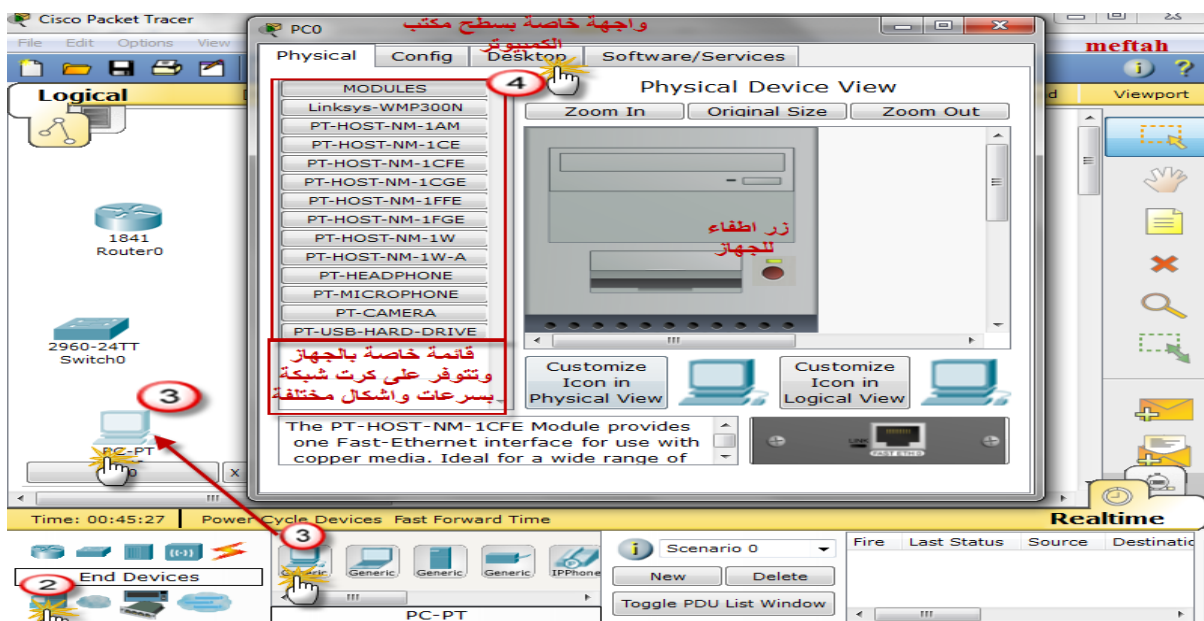 Cisco Packet Tracer
File Edit Options View
meftah
Logical
Viewport
PC0
واجهة خاصة بسطح مكتب
الكمبيوتر
Physical Config Desktop Software/Services
4
MODULES
Linksys-WMP300N
PT-HOST-NM-1AM
PT-HOST-NM-1CE
PT-HOST-NM-1CFE
PT-HOST-NM-1CGE
PT-HOST-NM-1FFE
PT-HOST-NM-1FGE
PT-HOST-NM-1W
PT-HOST-NM-1W-A
PT-HEADPHONE
PT-MICROPHONE
PT-CAMERA
PT-USB-HARD-DRIVE
قائمة خاصة بالجهاز
وتتوفر على كرت شبكة
بسرعات واشكال مختلفة
Physical Device View
Zoom In Original Size Zoom Out
زر اطفاء
للجهاز
Customize
Icon in
Physical View
Customize
Icon in
Logical View
The PT-HOST-NM-1CFE Module provides
one Fast-Ethernet interface for use with
copper media. Ideal for a wide range of
LINK
FAST ETH 0
1841
Router0
2960-24TT
Switch0
3
PC-PT
Time: 00:45:27 Power Cycle Devices Fast Forward Time
Realtime
3
End Devices
2
Generic Generic Generic Generic IPPhone
PC-PT
Scenario 0
New Delete
Toggle PDU List Window
Fire Last Status Source Destinatio